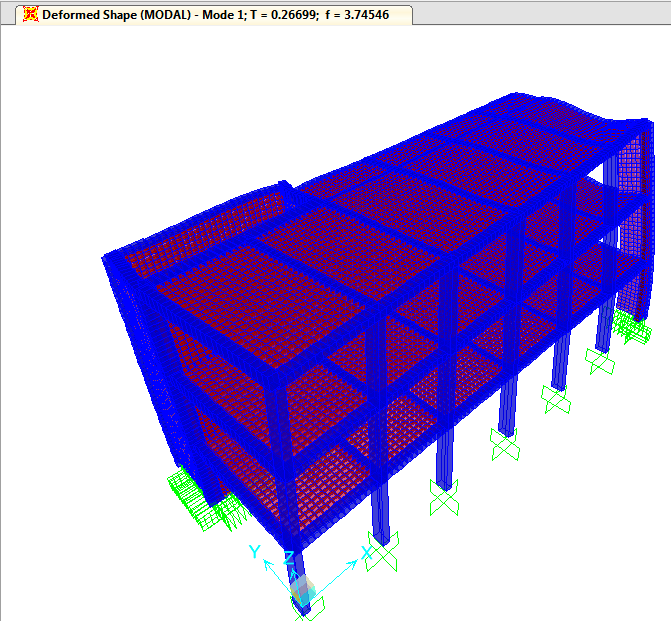 Deformed Shape (MODAL) - Mode 1; T = 0.26699; f = 3.74546
Y Z X